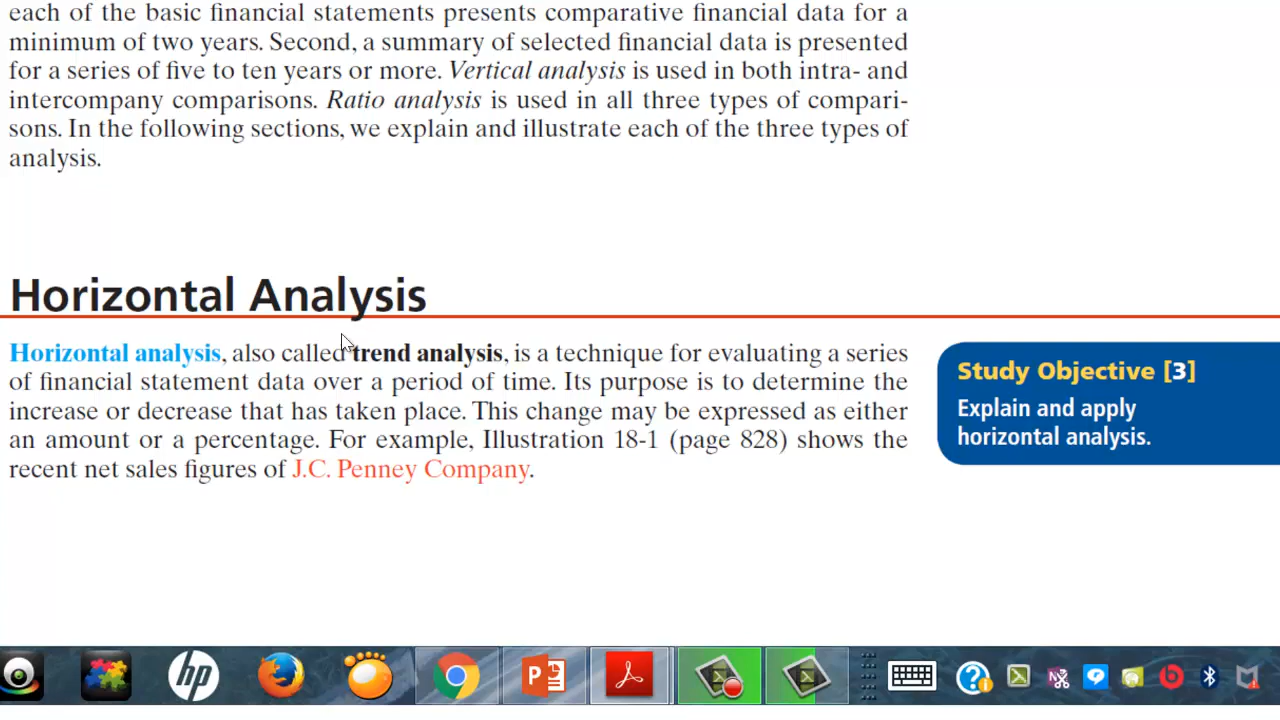 each of the basic financial statements presents comparative financial data for a
minimum of two years. Second, a summary of selected financial data is presented
for a series of five to ten years or more. Vertical analysis is used in both intra- and
intercompany comparisons. Ratio analysis is used in all three types of compari-
sons. In the following sections, we explain and illustrate each of the three types of
analysis.
Horizontal Analysis
Horizontal analysis, also called trend analysis, is a technique for evaluating a series
of financial statement data over a period of time. Its purpose is to determine the
increase or decrease that has taken place. This change may be expressed as either
an amount or a percentage. For example, Illustration 18-1 (page 828) shows the
recent net sales figures of J.C. Penney Company.
Study Objective [3]
Explain and apply
horizontal analysis.
hp